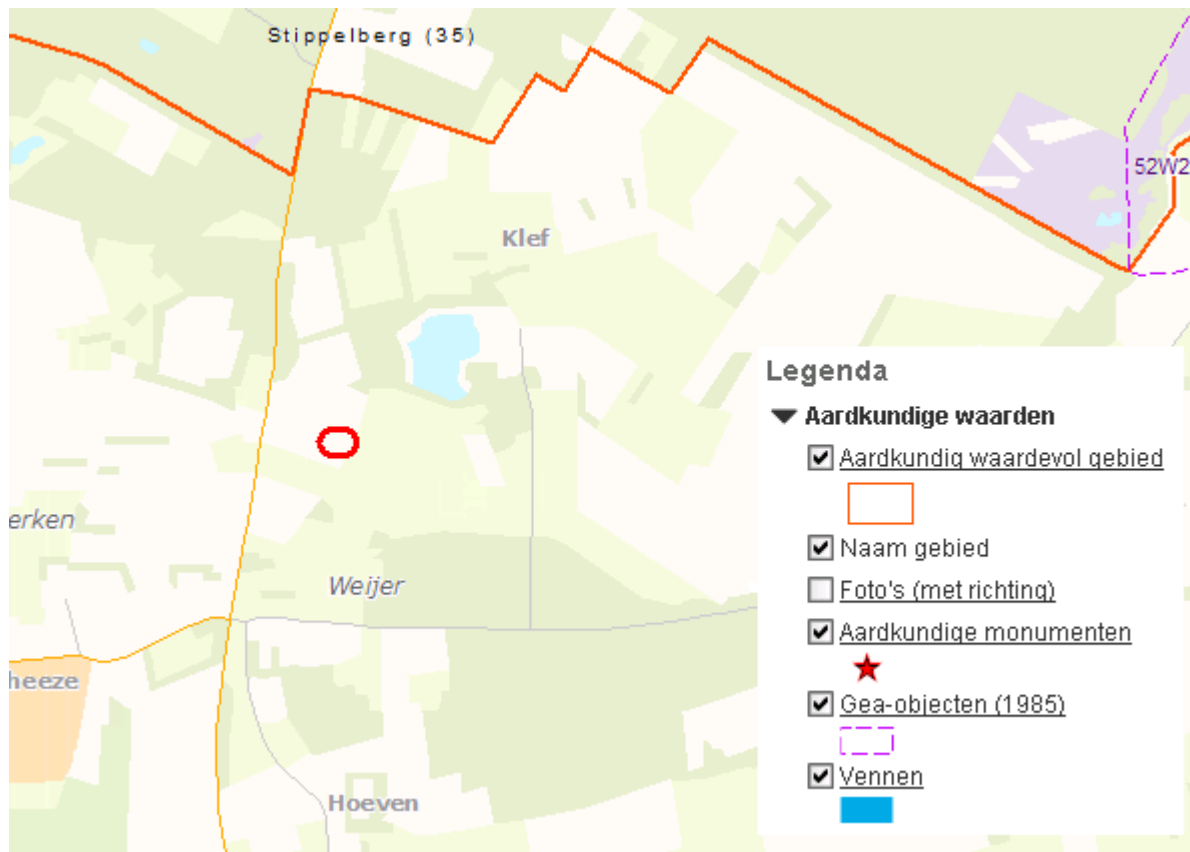 Stippelberg (35)
52W2
Klef
Legenda
Aardkundige waarden
Aardkundig waardevol gebied
Naam gebied
Foto's (met richting)
Aardkundige monumenten
Gea-objecten (1985)
Vennen
erken
Weijer
heeze
Hoeven